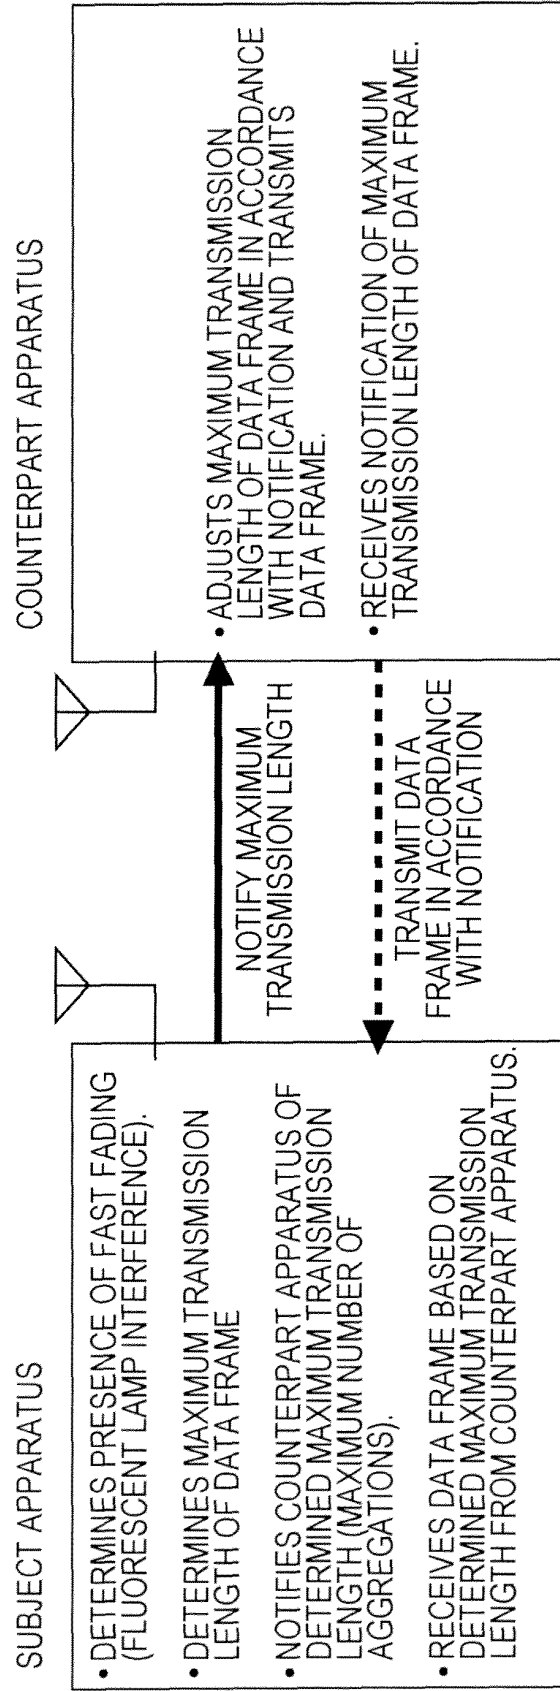 SUBJECT APPARATUS
• DETERMINES PRESENCE OF FAST FADING
(FLUORESCENT LAMP INTERFERENCE).
• DETERMINES MAXIMUM TRANSMISSION
LENGTH OF DATA FRAME
• NOTIFIES COUNTERPART APPARATUS OF
DETERMINED MAXIMUM TRANSMISSION
LENGTH (MAXIMUM NUMBER OF
AGGREGATIONS).
• RECEIVES DATA FRAME BASED ON
DETERMINED MAXIMUM TRANSMISSION
LENGTH FROM COUNTERPART APPARATUS.
NOTIFY MAXIMUM
TRANSMISSION LENGTH
TRANSMIT DATA
FRAME IN ACCORDANCE
WITH NOTIFICATION
COUNTERPART APPARATUS
• ADJUSTS MAXIMUM TRANSMISSION
LENGTH OF DATA FRAME IN ACCORDANCE
WITH NOTIFICATION AND TRANSMITS
DATA FRAME.
• RECEIVES NOTIFICATION OF MAXIMUM
TRANSMISSION LENGTH OF DATA FRAME.